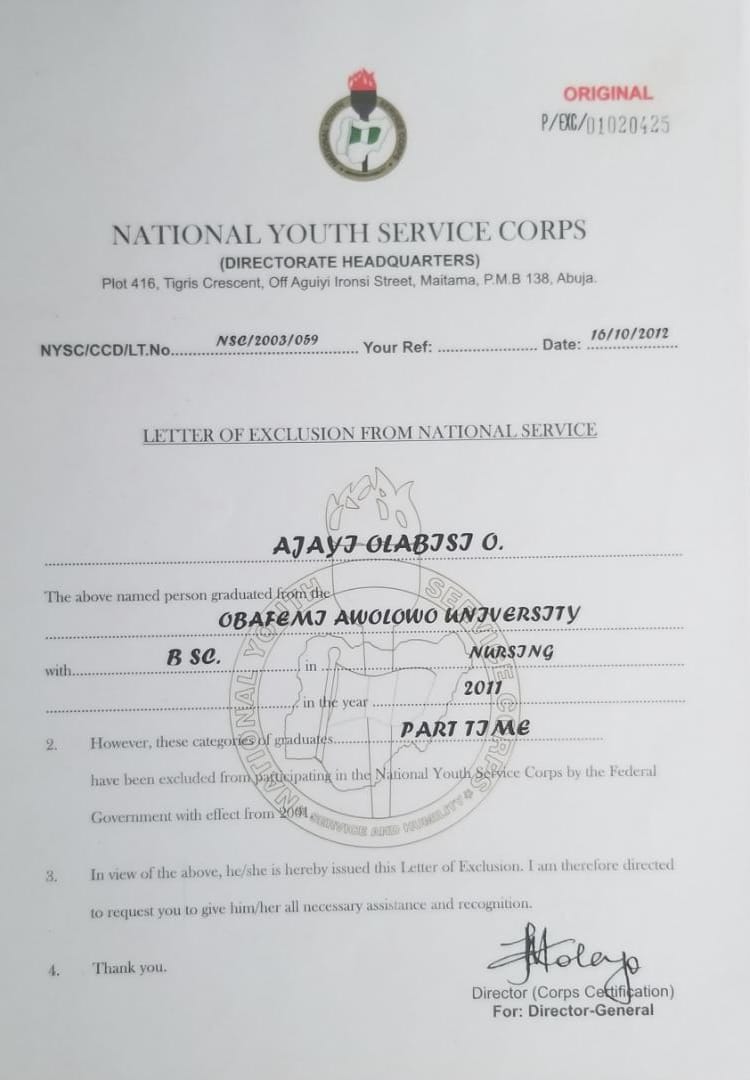 ORIGINAL
P/EXC/01020425
NATIONAL YOUTH SERVICE CORPS
(DIRECTORATE HEADQUARTERS)
Plot 416, Tigris Crescent, Off Aguiyi Ironsi Street, Maitama, P.M.B 138, Abuja.
NYSC/CCD/LT.No. NSC/2003/059 Your Ref: Date: 16/10/2012
LETTER OF EXCLUSION FROM NATIONAL SERVICE
AJAYI OLABISI O.
The above named person graduated from the
OBAFEMI AWOLOWO UNIVERSITY
with B SC. in NURSING
in the year 2011
2. However, these categories of graduates PART TIME
have been excluded from participating in the National Youth Service Corps by the Federal
Government with effect from 2001.
3. In view of the above, he/she is hereby issued this Letter of Exclusion. I am therefore directed
to request you to give him/her all necessary assistance and recognition.
4. Thank you.
Director (Corps Certification)
For: Director-General
NATIONAL YOUTH SERVICE CORPS
SERVICE AND HUMILITY